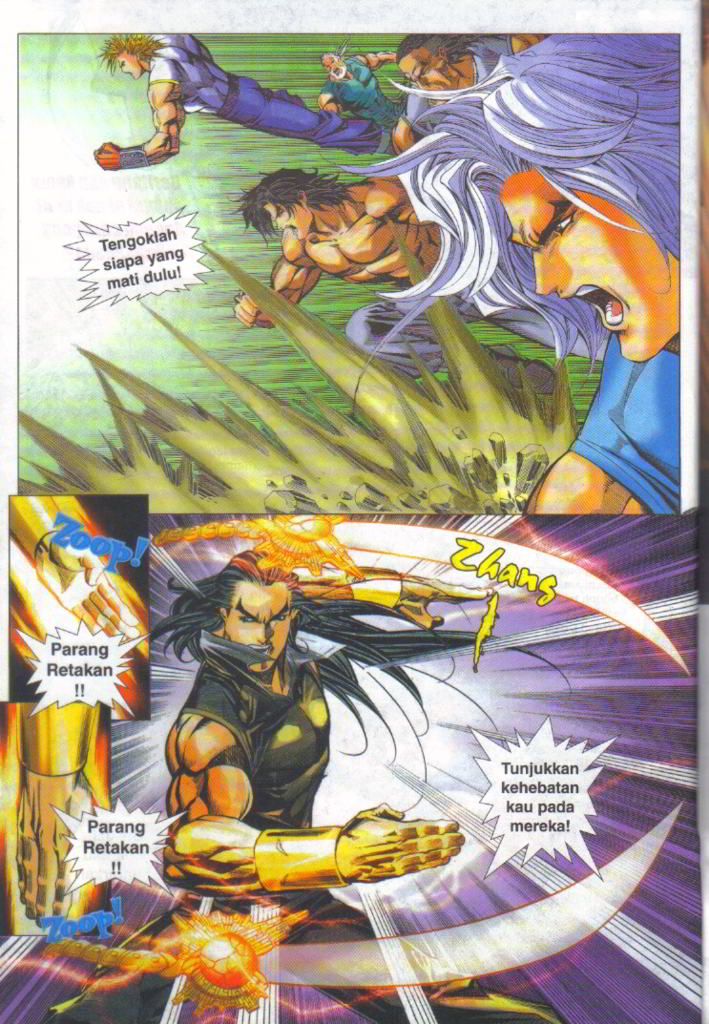 Tengoklah
siapa yang
mati dulu!
Zoop!
Parang
Retakan
!!
Zhang
!
Tunjukkan
kehebatan
kau pada
mereka!
Parang
Retakan
!!
Zoop!